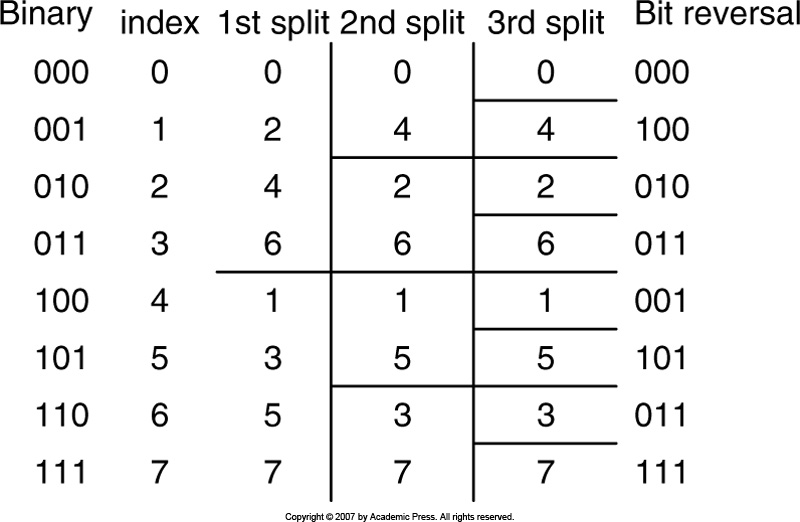 Binary index 1st split 2nd split 3rd split Bit reversal
000 0 0 0 0 000
001 1 2 4 4 100
010 2 4 2 2 010
011 3 6 6 6 011
100 4 1 1 1 001
101 5 3 5 5 101
110 6 5 3 3 011
111 7 7 7 7 111
Copyright © 2007 by Academic Press. All rights reserved.